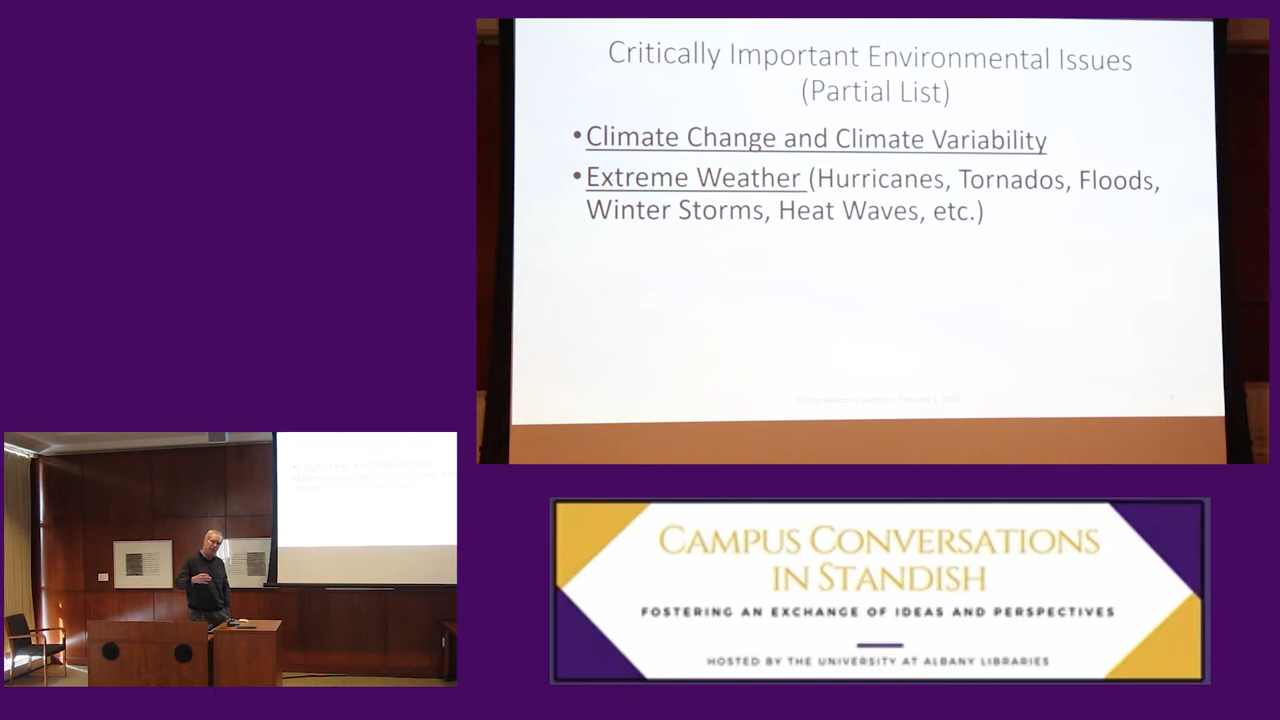 Critically Important Environmental Issues
(Partial List)
•Climate Change and Climate Variability
•Extreme Weather (Hurricanes, Tornados, Floods,
Winter Storms, Heat Waves, etc.)
CAMPUS CONVERSATIONS
IN STANDISH
FOSTERING AN EXCHANGE OF IDEAS AND PERSPECTIVES
HOSTED BY THE UNIVERSITY AT ALBANY LIBRARIES